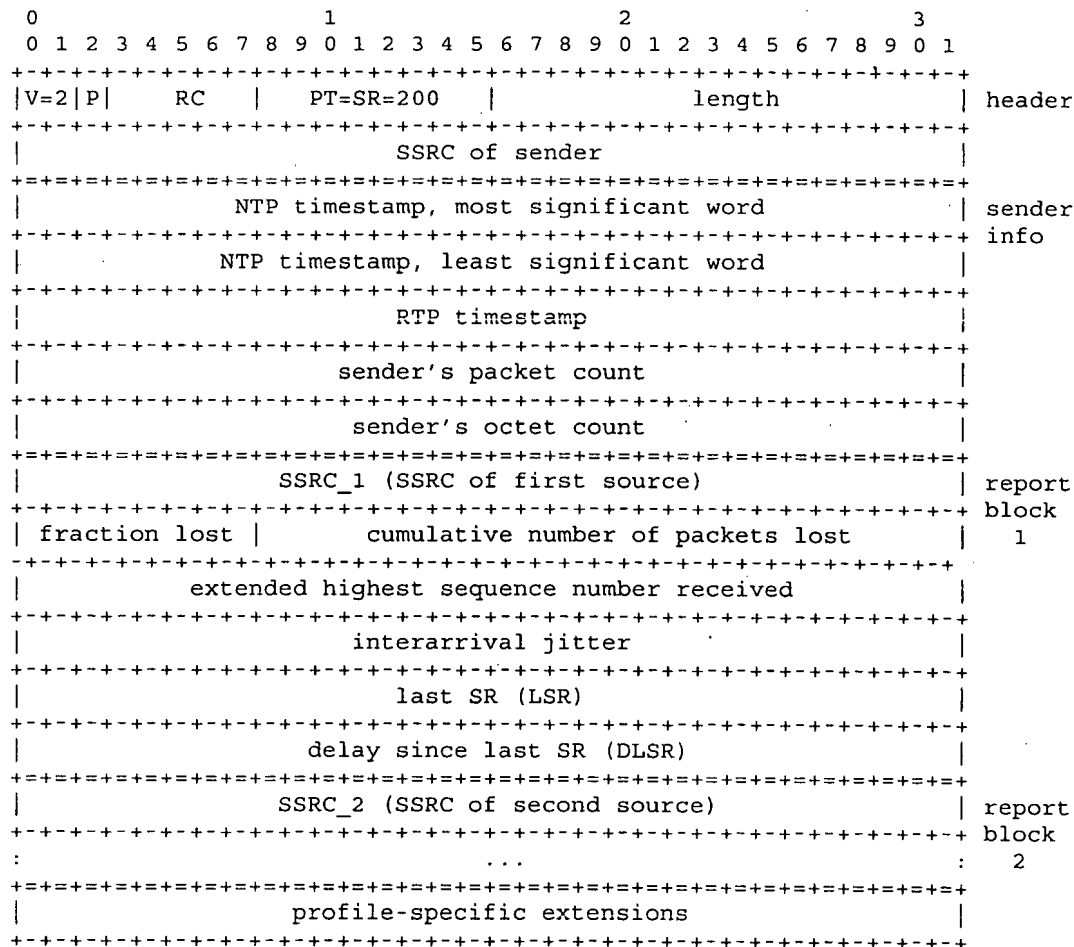 0                   1                   2                   3
 0 1 2 3 4 5 6 7 8 9 0 1 2 3 4 5 6 7 8 9 0 1 2 3 4 5 6 7 8 9 0 1
+-+-+-+-+-+-+-+-+-+-+-+-+-+-+-+-+-+-+-+-+-+-+-+-+-+-+-+-+-+-+-+-+
|V=2|P|    RC   |   PT=SR=200   |             length            | header
+-+-+-+-+-+-+-+-+-+-+-+-+-+-+-+-+-+-+-+-+-+-+-+-+-+-+-+-+-+-+-+-+
|                         SSRC of sender                        |
+=+=+=+=+=+=+=+=+=+=+=+=+=+=+=+=+=+=+=+=+=+=+=+=+=+=+=+=+=+=+=+=+
|              NTP timestamp, most significant word             | sender
+-+-+-+-+-+-+-+-+-+-+-+-+-+-+-+-+-+-+-+-+-+-+-+-+-+-+-+-+-+-+-+-+ info
|             NTP timestamp, least significant word             |
+-+-+-+-+-+-+-+-+-+-+-+-+-+-+-+-+-+-+-+-+-+-+-+-+-+-+-+-+-+-+-+-+
|                         RTP timestamp                         |
+-+-+-+-+-+-+-+-+-+-+-+-+-+-+-+-+-+-+-+-+-+-+-+-+-+-+-+-+-+-+-+-+
|                     sender's packet count                     |
+-+-+-+-+-+-+-+-+-+-+-+-+-+-+-+-+-+-+-+-+-+-+-+-+-+-+-+-+-+-+-+-+
|                      sender's octet count                     |
+=+=+=+=+=+=+=+=+=+=+=+=+=+=+=+=+=+=+=+=+=+=+=+=+=+=+=+=+=+=+=+=+
|                 SSRC_1 (SSRC of first source)                 | report
+-+-+-+-+-+-+-+-+-+-+-+-+-+-+-+-+-+-+-+-+-+-+-+-+-+-+-+-+-+-+-+-+ block
| fraction lost |       cumulative number of packets lost       |   1
-+-+-+-+-+-+-+-+-+-+-+-+-+-+-+-+-+-+-+-+-+-+-+-+-+-+-+-+-+-+-+-+
|           extended highest sequence number received           |
+-+-+-+-+-+-+-+-+-+-+-+-+-+-+-+-+-+-+-+-+-+-+-+-+-+-+-+-+-+-+-+-+
|                      interarrival jitter                      |
+-+-+-+-+-+-+-+-+-+-+-+-+-+-+-+-+-+-+-+-+-+-+-+-+-+-+-+-+-+-+-+-+
|                         last SR (LSR)                         |
+-+-+-+-+-+-+-+-+-+-+-+-+-+-+-+-+-+-+-+-+-+-+-+-+-+-+-+-+-+-+-+-+
|                   delay since last SR (DLSR)                  |
+=+=+=+=+=+=+=+=+=+=+=+=+=+=+=+=+=+=+=+=+=+=+=+=+=+=+=+=+=+=+=+=+
|                 SSRC_2 (SSRC of second source)                | report
+-+-+-+-+-+-+-+-+-+-+-+-+-+-+-+-+-+-+-+-+-+-+-+-+-+-+-+-+-+-+-+-+ block
:                               ...                             :   2
+=+=+=+=+=+=+=+=+=+=+=+=+=+=+=+=+=+=+=+=+=+=+=+=+=+=+=+=+=+=+=+=+
|                  profile-specific extensions                  |
+-+-+-+-+-+-+-+-+-+-+-+-+-+-+-+-+-+-+-+-+-+-+-+-+-+-+-+-+-+-+-+-+